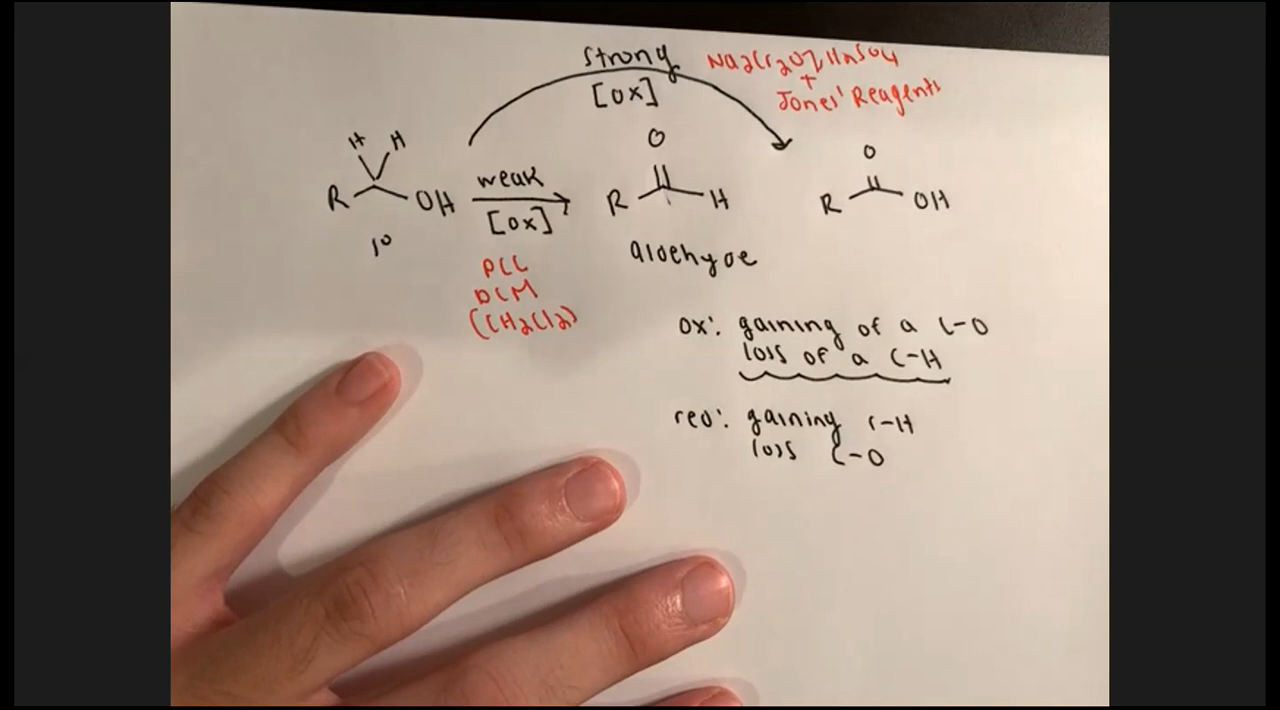 strong
[ox]
Na2Cr2O7, H2SO4
+
Jones' Reagents
H H
R OH
1°
weak
[ox]
PCC
DCM
(CH2Cl2)
O
R H
aldehyde
O
R OH
ox: gaining of a C-O
loss of a C-H
red: gaining C-H
loss C-O